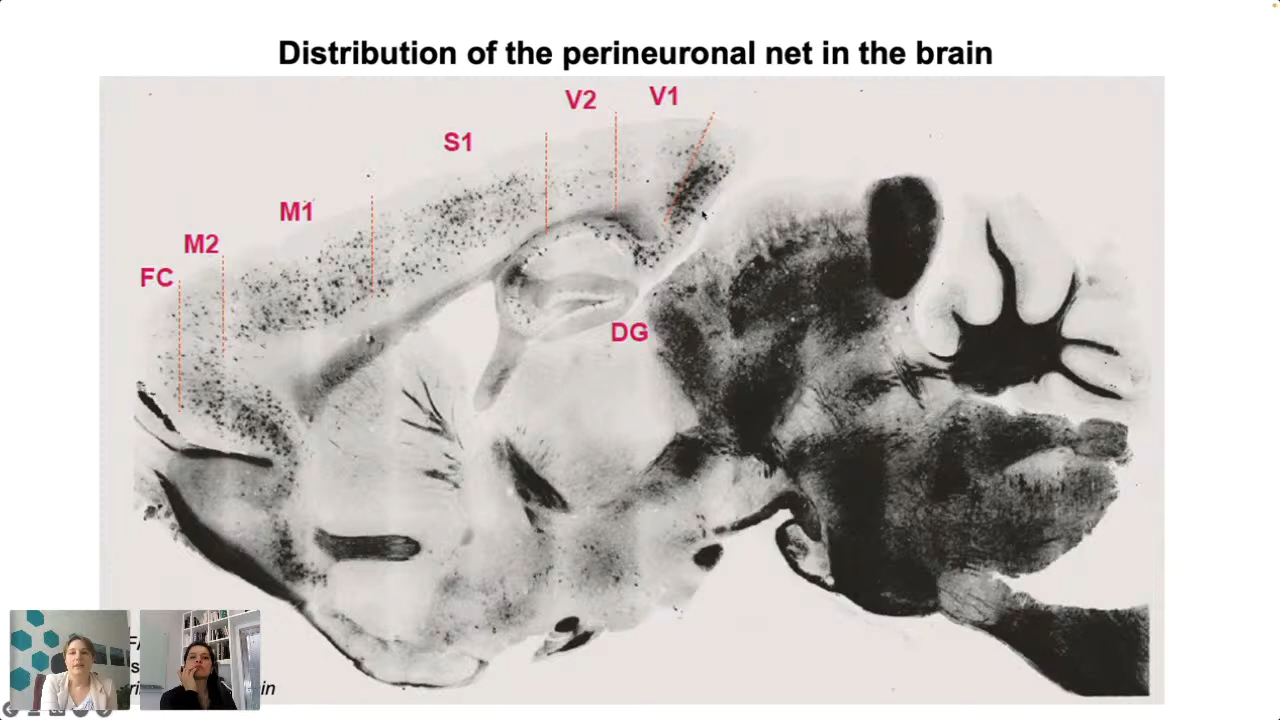 Distribution of the perineuronal net in the brain
V1
V2
S1
M1
M2
FC
DG